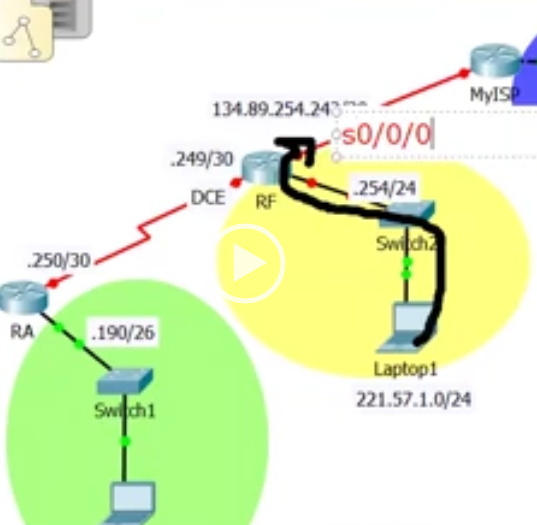 MyISP
134.89.254.24
s0/0/0
.249/30
.254/24
DCE
RF
Switch2
.250/30
RA
.190/26
Laptop1
Switch1
221.57.1.0/24